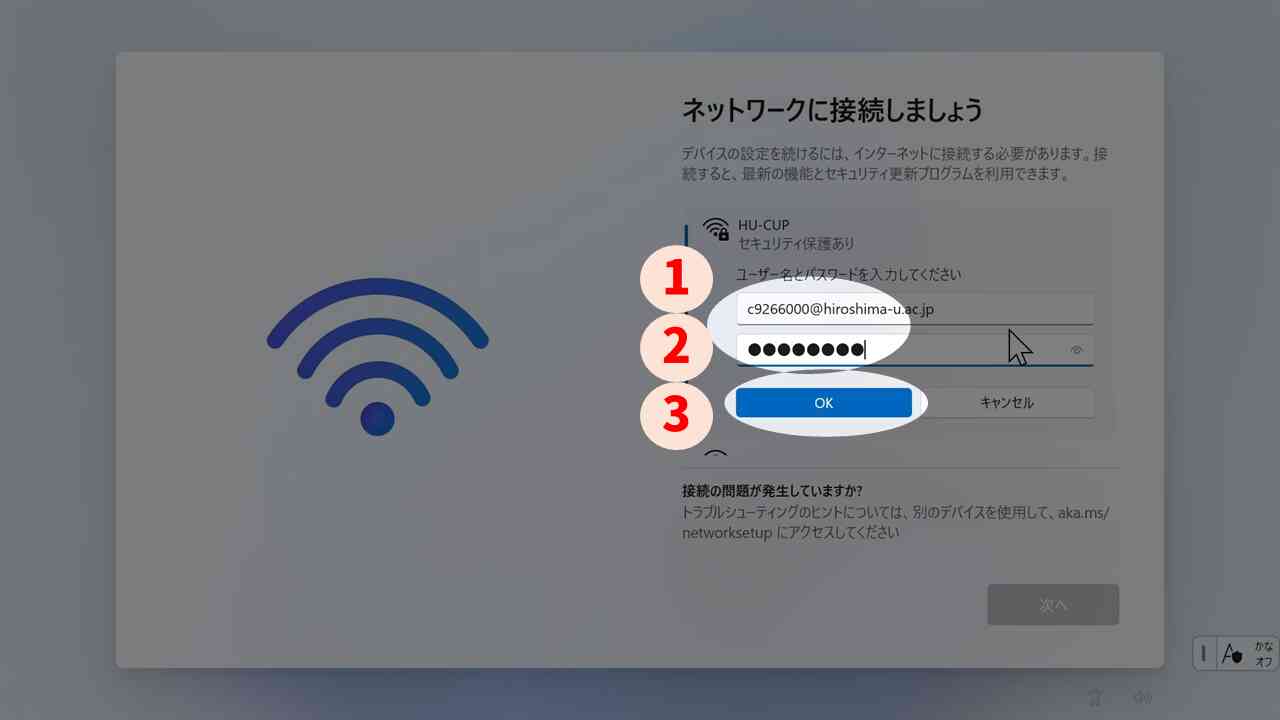 ネットワークに接続しましょう
デバイスの設定を続けるには、インターネットに接続する必要があります。接
続すると、最新の機能とセキュリティ更新プログラムを利用できます。
HU-CUP
セキュリティ保護あり
ユーザー名とパスワードを入力してください
1
c9266000@hiroshima-u.ac.jp
2
●●●●●●●●
3
OK
キャンセル
接続の問題が発生していますか?
トラブルシューティングのヒントについては、別のデバイスを使用して、aka.ms/
networksetup にアクセスしてください
次へ
A
かな
オフ